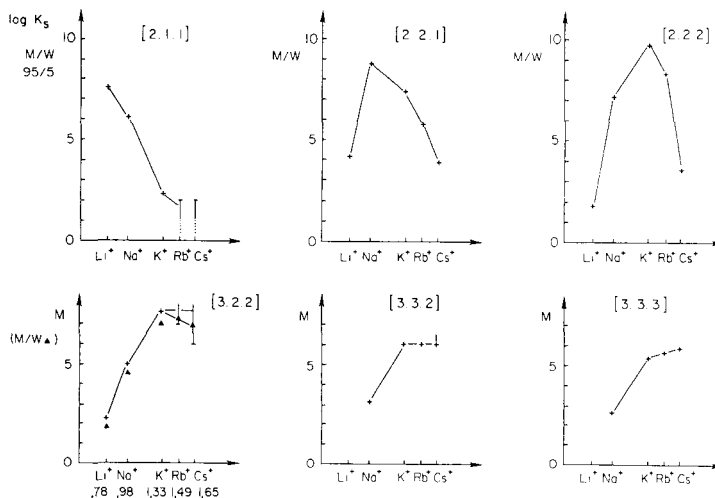 log Ks [2.1.1] [2.2.1] [2.2.2]
10 10 10
M/W M/W M/W
95/5
5 5 5
0 0 0
Li+ Na+ K+ Rb+ Cs+ Li+ Na+ K+ Rb+ Cs+ Li+ Na+ K+ Rb+ Cs+
M [3.2.2] M [3.3.2] M [3.3.3]
(M/W▲)
5 5 5
0 0 0
Li+ Na+ K+ Rb+ Cs+ Li+ Na+ K+ Rb+ Cs+ Li+ Na+ K+ Rb+ Cs+
,78 ,98 1,33 1,49 1,65